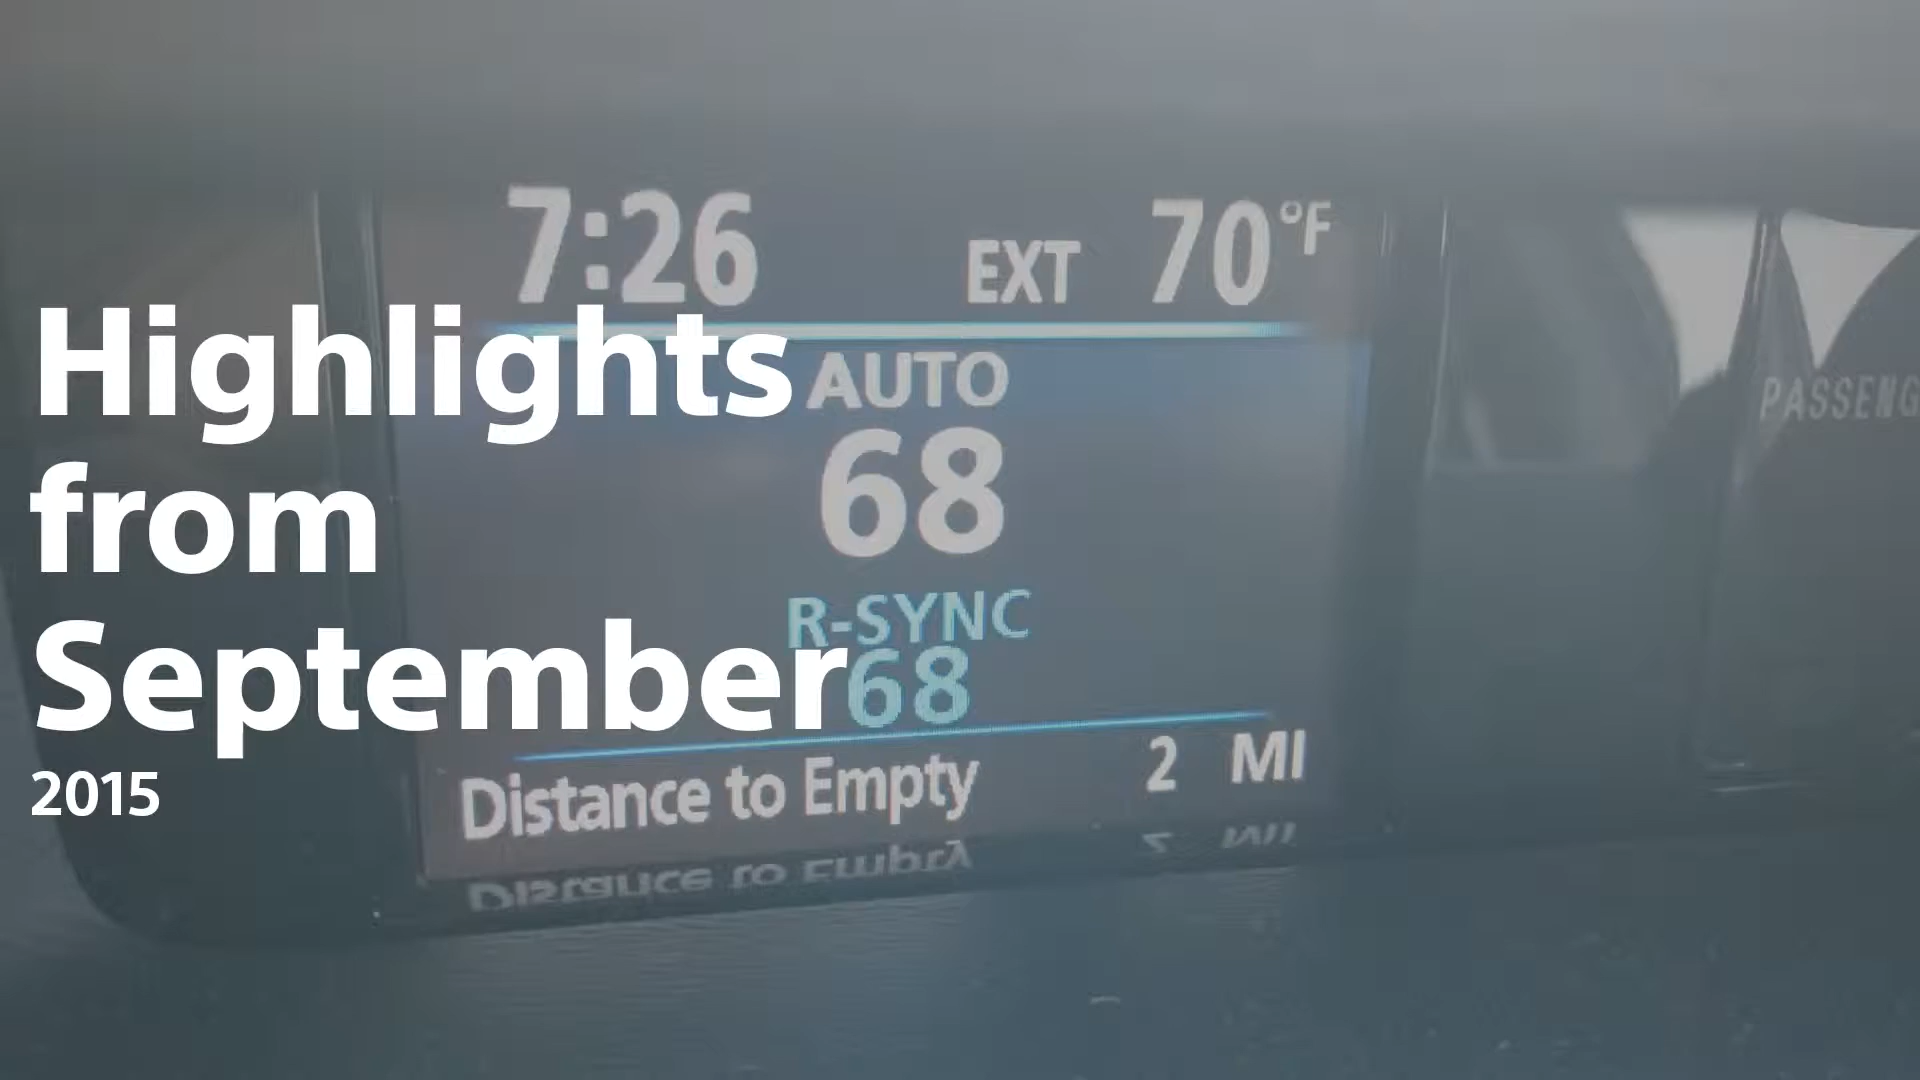 7:26 EXT 70°F
Highlights
from
September
2015
AUTO
68
R-SYNC
68
Distance to Empty 2 MI